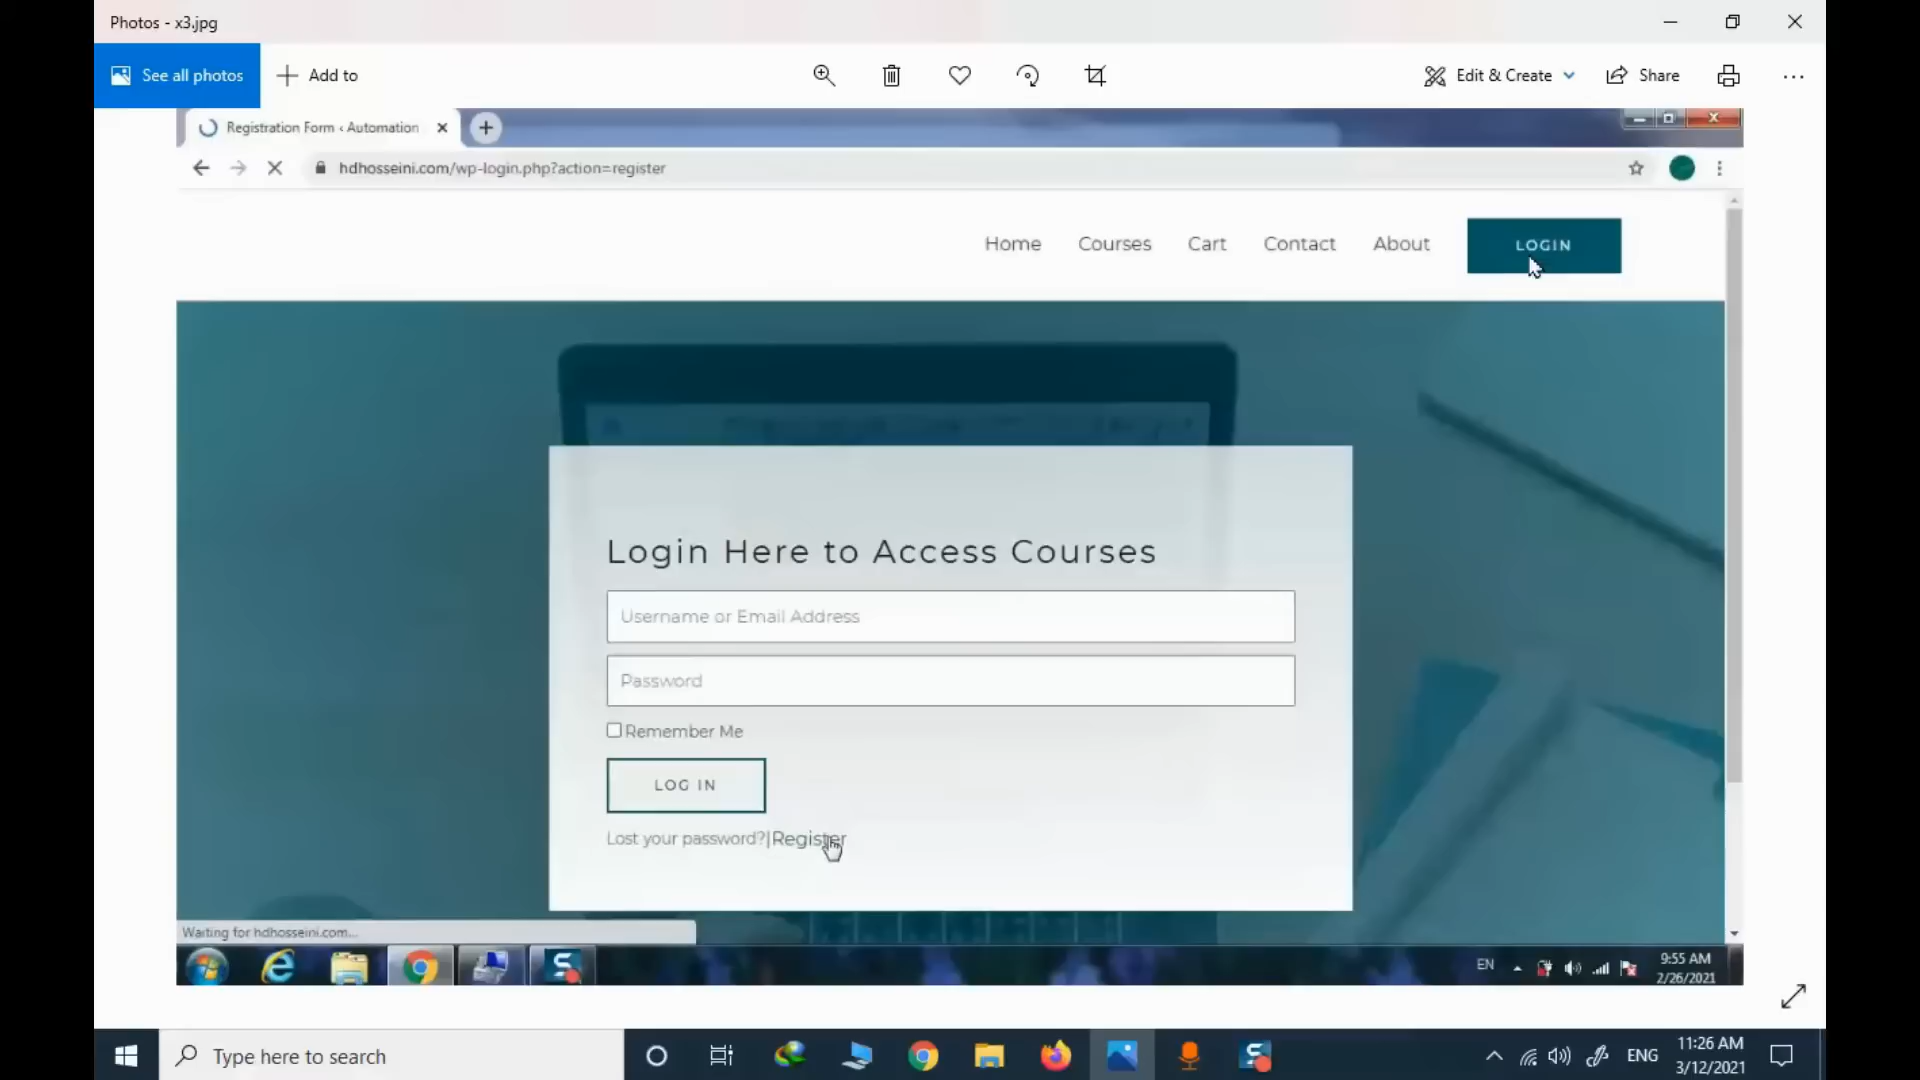 Photos - x3.jpg
See all photos
Add to
Edit & Create
Share
Registration Form ‹ Automation
hdhosseini.com/wp-login.php?action=register
Home Courses Cart Contact About LOGIN
Login Here to Access Courses
Username or Email Address
Password
Remember Me
LOG IN
Lost your password?|Register
Waiting for hdhosseini.com...
EN
9:55 AM
2/26/2021
Type here to search
ENG
11:26 AM
3/12/2021